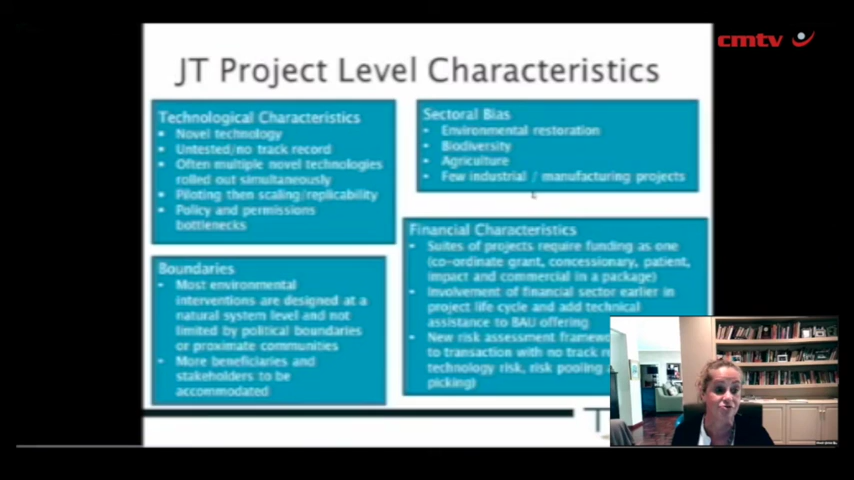 cmtv
JT Project Level Characteristics
Technological Characteristics
• Novel technology
• Untested/no track record
• Often multiple novel technologies
rolled out simultaneously
• Piloting then scaling/replicability
• Policy and permissions
bottlenecks
Sectoral Bias
• Environmental restoration
• Biodiversity
• Agriculture
• Few industrial / manufacturing projects
Boundaries
• Most environmental
interventions are designed at a
natural system level and not
limited by political boundaries
or proximate communities
• More beneficiaries and
stakeholders to be
accommodated
Financial Characteristics
• Suites of projects require funding as one
(co-ordinate grant, concessionary, patient,
impact and commercial in a package)
• Involvement of financial sector earlier in
project life cycle and add technical
assistance to BAU offering
• New risk assessment framew
to transaction with no track re
technology risk, risk pooling
picking)
T